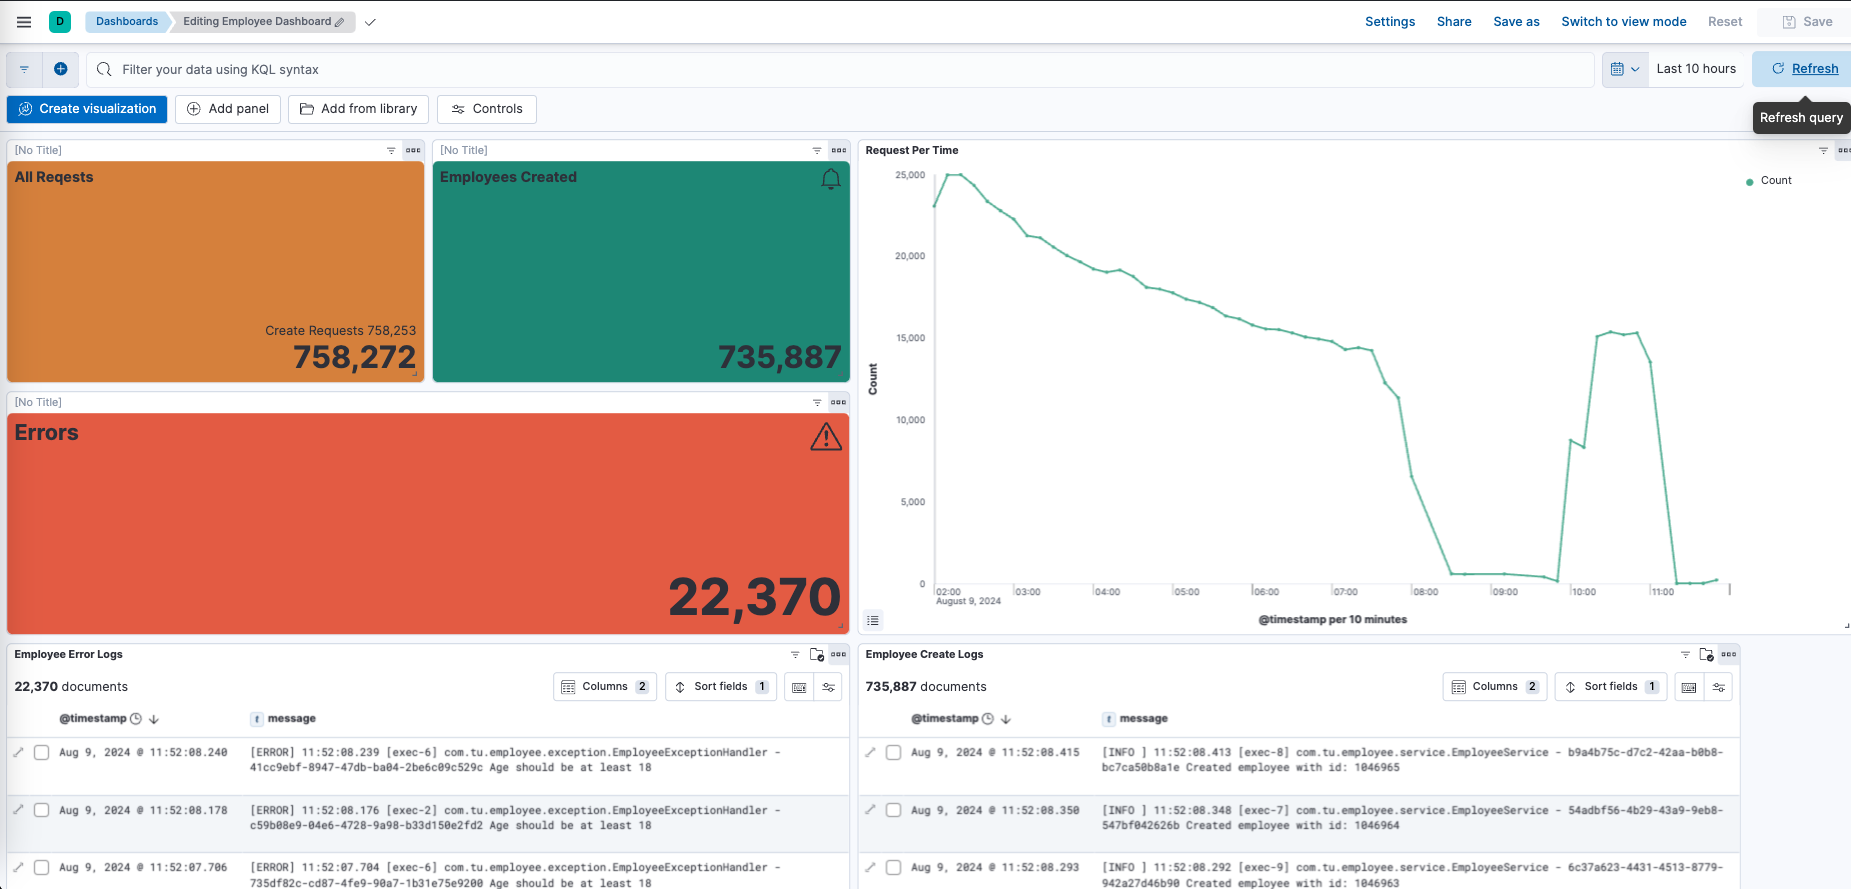 D Dashboards Editing Employee Dashboard Settings Share Save as Switch to view mode Reset Save
Filter your data using KQL syntax Last 10 hours Refresh
Create visualization Add panel Add from library Controls
Refresh query
[No Title]
All Reqests
Create Requests 758,253
758,272
[No Title]
Employees Created
735,887
Request Per Time
Count
25,000
20,000
15,000
10,000
5,000
0
Count
02:00 03:00 04:00 05:00 06:00 07:00 08:00 09:00 10:00 11:00
August 9, 2024
@timestamp per 10 minutes
[No Title]
Errors
22,370
Employee Error Logs
22,370 documents Columns 2 Sort fields 1
@timestamp t message
Aug 9, 2024 @ 11:52:08.240 [ERROR] 11:52:08.239 [exec-6] com.tu.employee.exception.EmployeeExceptionHandler -
41cc9ebf-8947-47db-ba04-2be6c09c529c Age should be at least 18
Aug 9, 2024 @ 11:52:08.178 [ERROR] 11:52:08.176 [exec-2] com.tu.employee.exception.EmployeeExceptionHandler -
c59b08e9-04e6-4728-9a98-b33d150e2fd2 Age should be at least 18
Aug 9, 2024 @ 11:52:07.706 [ERROR] 11:52:07.704 [exec-6] com.tu.employee.exception.EmployeeExceptionHandler -
735df82c-cd87-4fe9-90a7-1b31e75e9200 Age should be at least 18
Employee Create Logs
735,887 documents Columns 2 Sort fields 1
@timestamp t message
Aug 9, 2024 @ 11:52:08.415 [INFO ] 11:52:08.413 [exec-8] com.tu.employee.service.EmployeeService - b9a4b75c-d7c2-42aa-b0b8-
bc7ca50b8a1e Created employee with id: 1046965
Aug 9, 2024 @ 11:52:08.350 [INFO ] 11:52:08.348 [exec-7] com.tu.employee.service.EmployeeService - 54adbf56-4b29-43a9-9eb8-
547bf042626b Created employee with id: 1046964
Aug 9, 2024 @ 11:52:08.293 [INFO ] 11:52:08.292 [exec-9] com.tu.employee.service.EmployeeService - 6c37a623-4431-4513-8779-
942a27d46b90 Created employee with id: 1046963